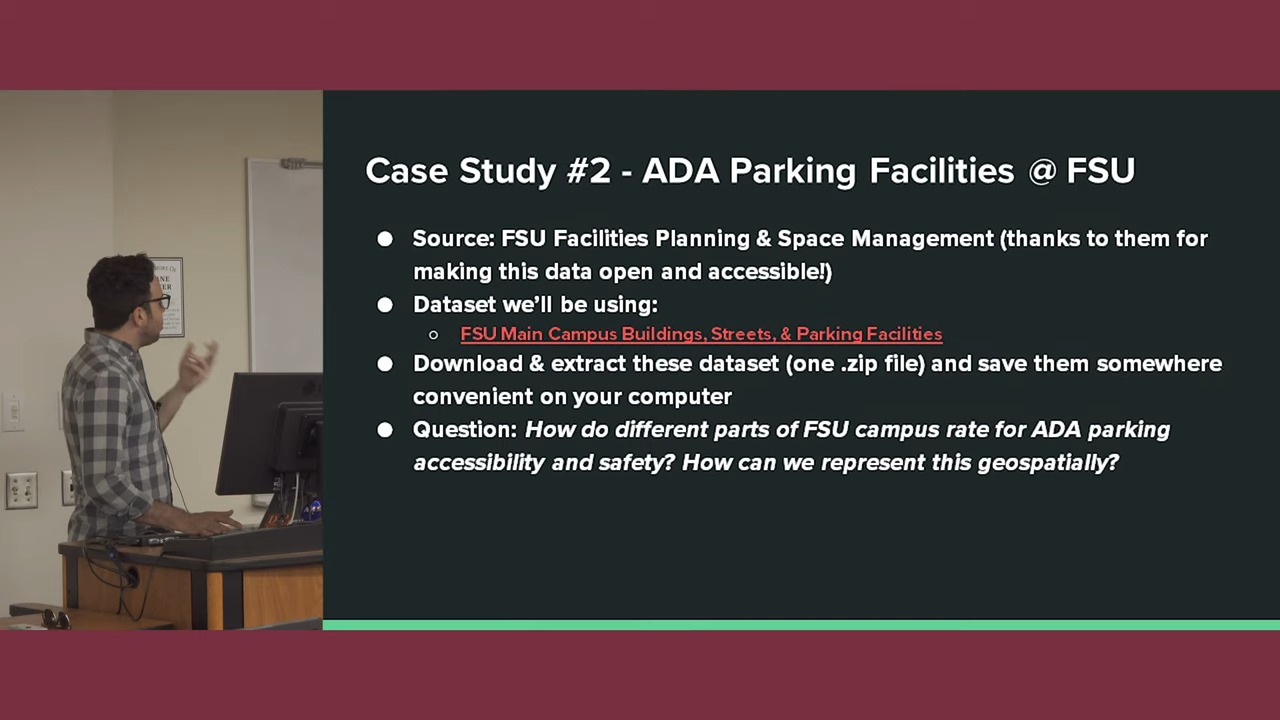 Case Study #2 - ADA Parking Facilities @ FSU
● Source: FSU Facilities Planning & Space Management (thanks to them for
making this data open and accessible!)
● Dataset we'll be using:
○ FSU Main Campus Buildings, Streets, & Parking Facilities
● Download & extract these dataset (one .zip file) and save them somewhere
convenient on your computer
● Question: How do different parts of FSU campus rate for ADA parking
accessibility and safety? How can we represent this geospatially?